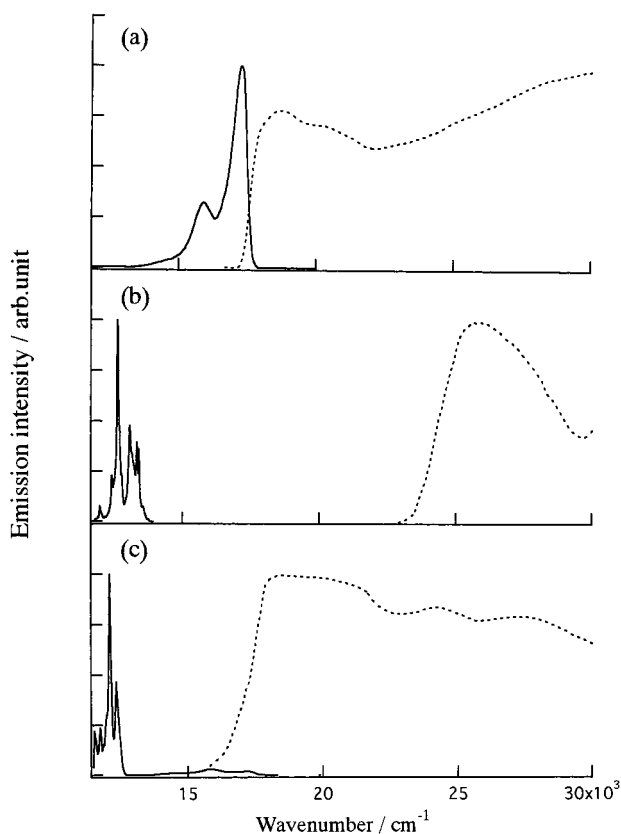 (a)
(b)
(c)
Emission intensity / arb.unit
15 20 25 30x10³
Wavenumber / cm⁻¹